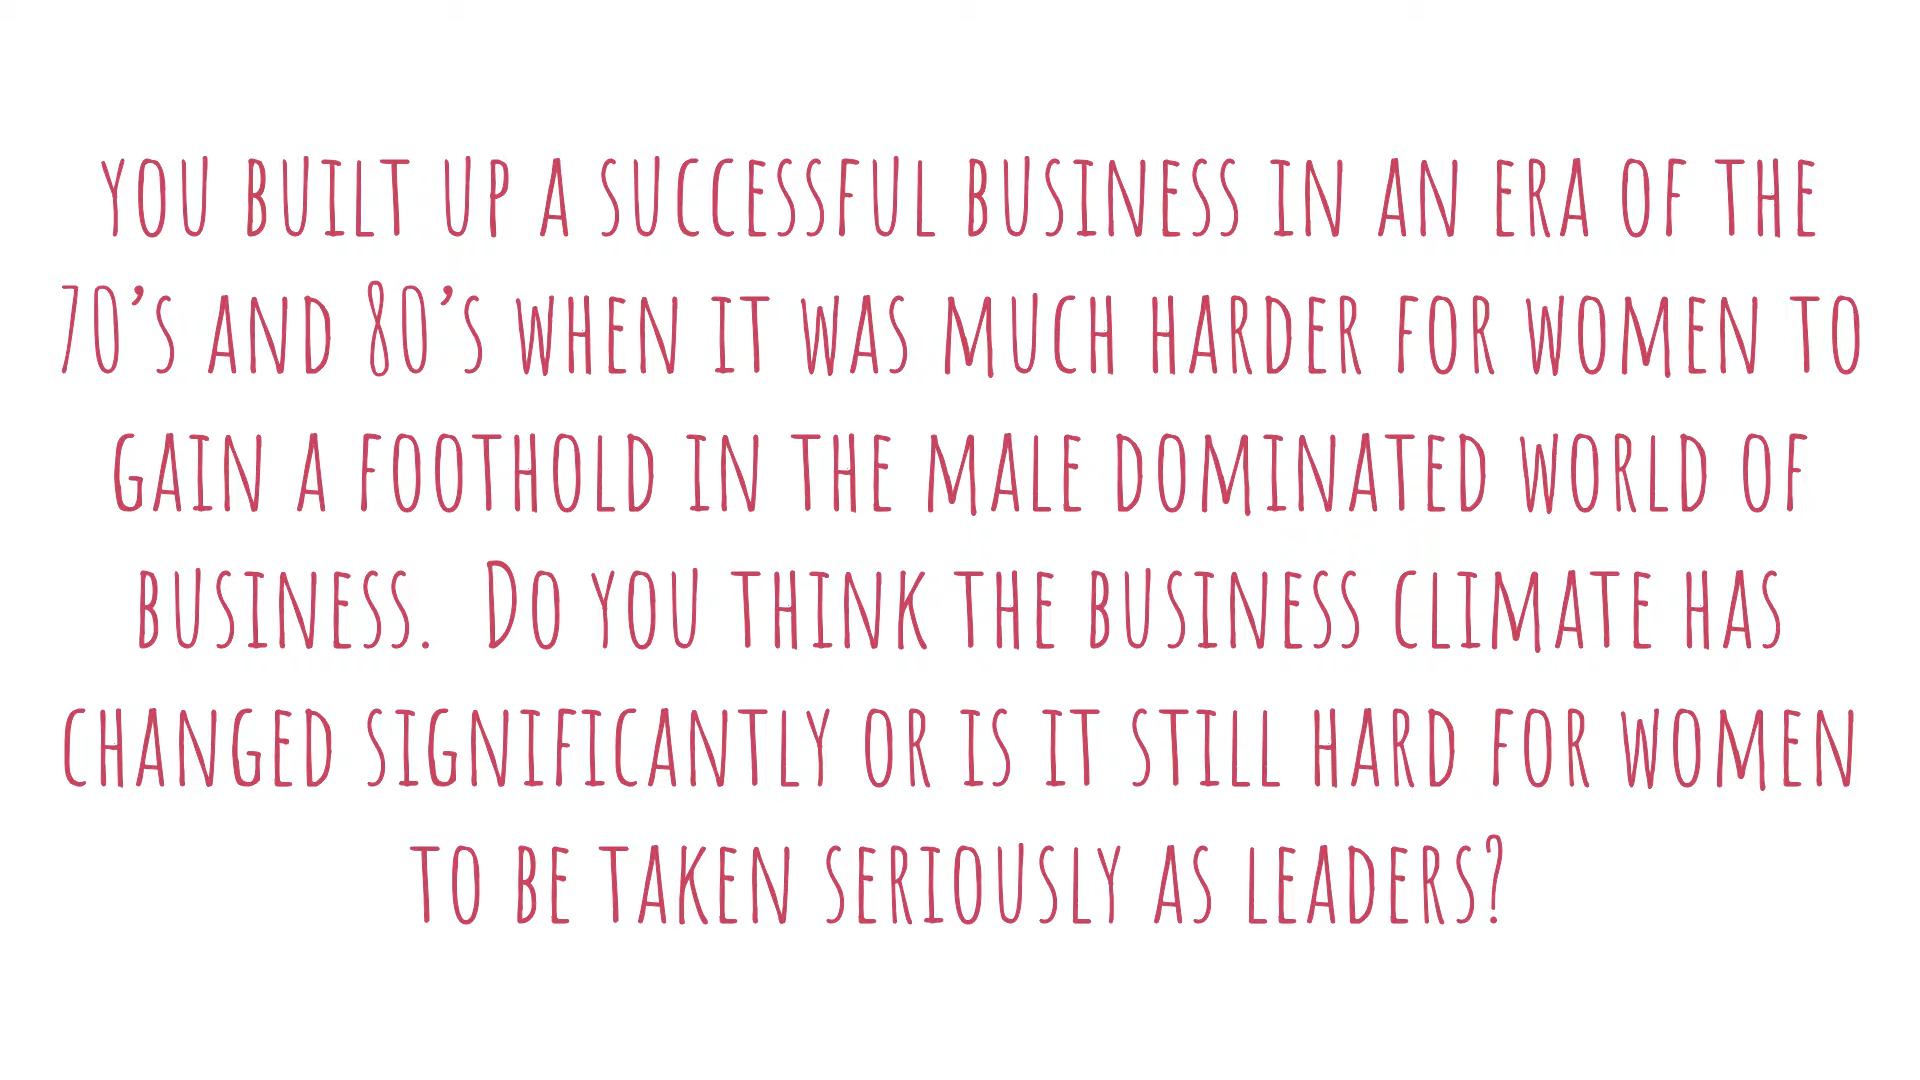 YOU BUILT UP A SUCCESSFUL BUSINESS IN AN ERA OF THE
70'S AND 80'S WHEN IT WAS MUCH HARDER FOR WOMEN TO
GAIN A FOOTHOLD IN THE MALE DOMINATED WORLD OF
BUSINESS.  DO YOU THINK THE BUSINESS CLIMATE HAS
CHANGED SIGNIFICANTLY OR IS IT STILL HARD FOR WOMEN
TO BE TAKEN SERIOUSLY AS LEADERS?